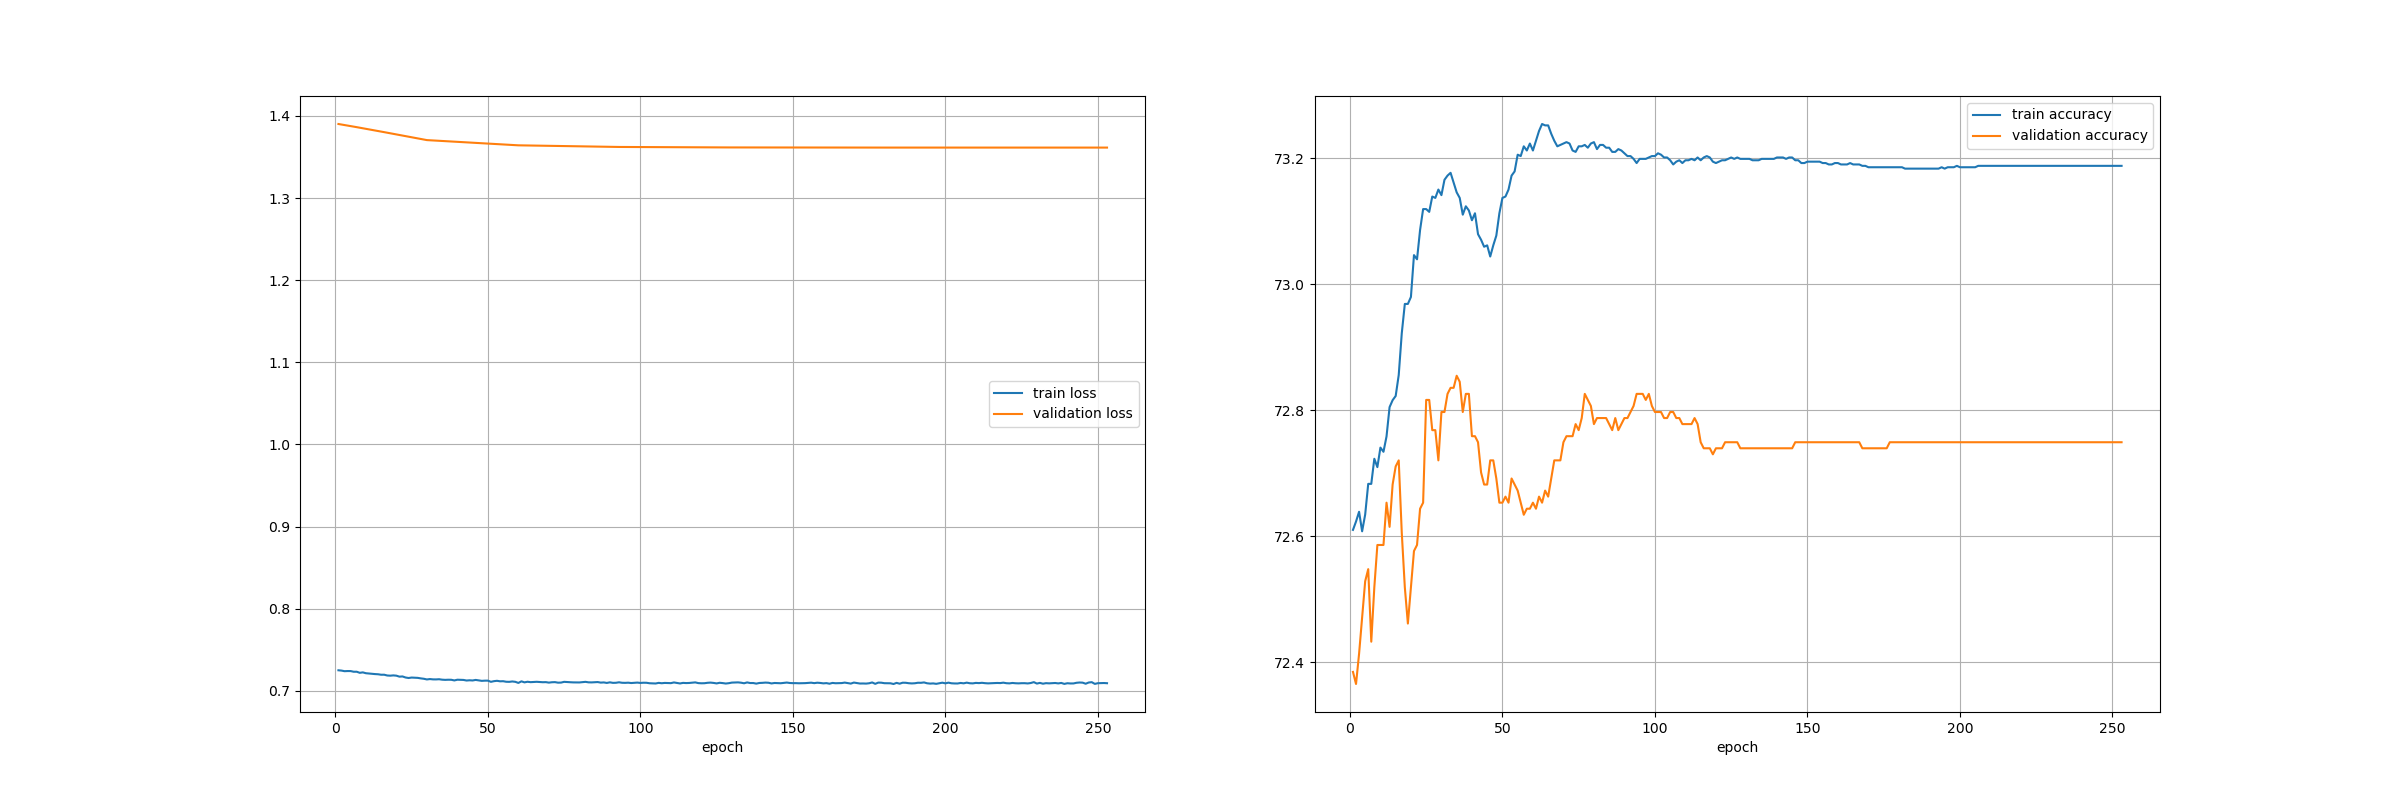 1.4
1.3
1.2
1.1
1.0
0.9
0.8
0.7
train loss
validation loss
0 50 100 150 200 250
epoch
73.2
73.0
72.8
72.6
72.4
train accuracy
validation accuracy
0 50 100 150 200 250
epoch